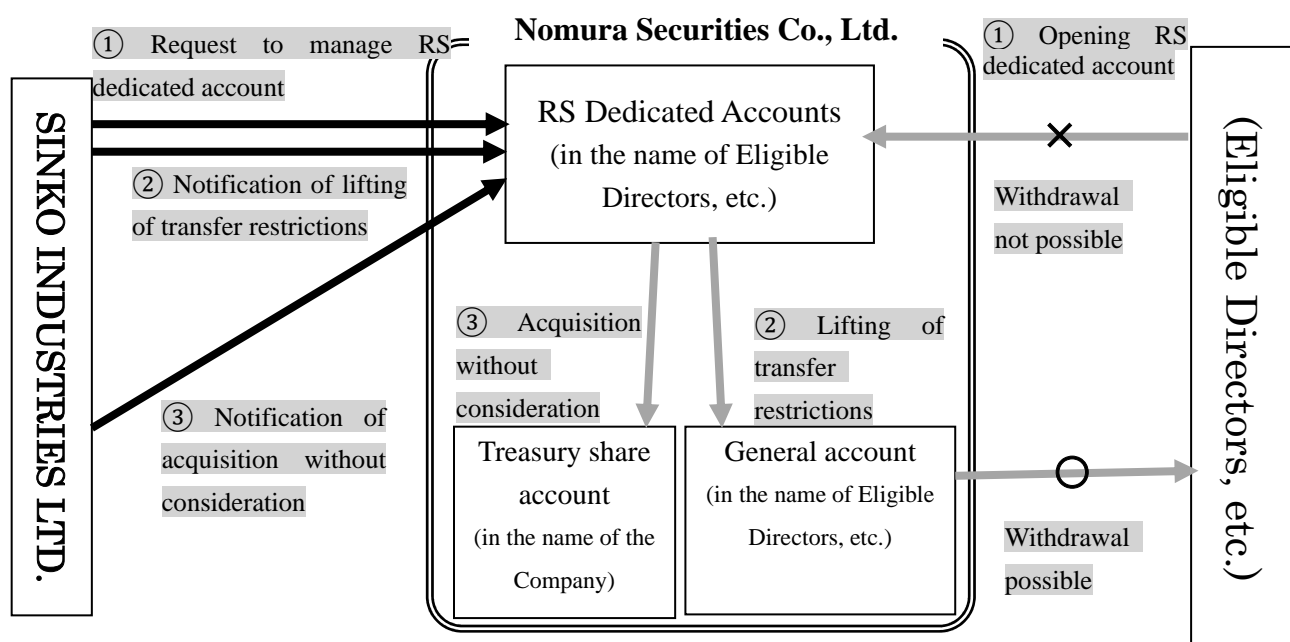 Nomura Securities Co., Ltd.
① Request to manage RS
dedicated account
① Opening RS
dedicated account
SINKO INDUSTRIES LTD.
RS Dedicated Accounts
(in the name of Eligible
Directors, etc.)
(Eligible Directors, etc.)
② Notification of lifting
of transfer restrictions
Withdrawal
not possible
③ Acquisition
without
consideration
② Lifting of
transfer
restrictions
③ Notification of
acquisition without
consideration
Treasury share
account
(in the name of the
Company)
General account
(in the name of Eligible
Directors, etc.)
Withdrawal
possible